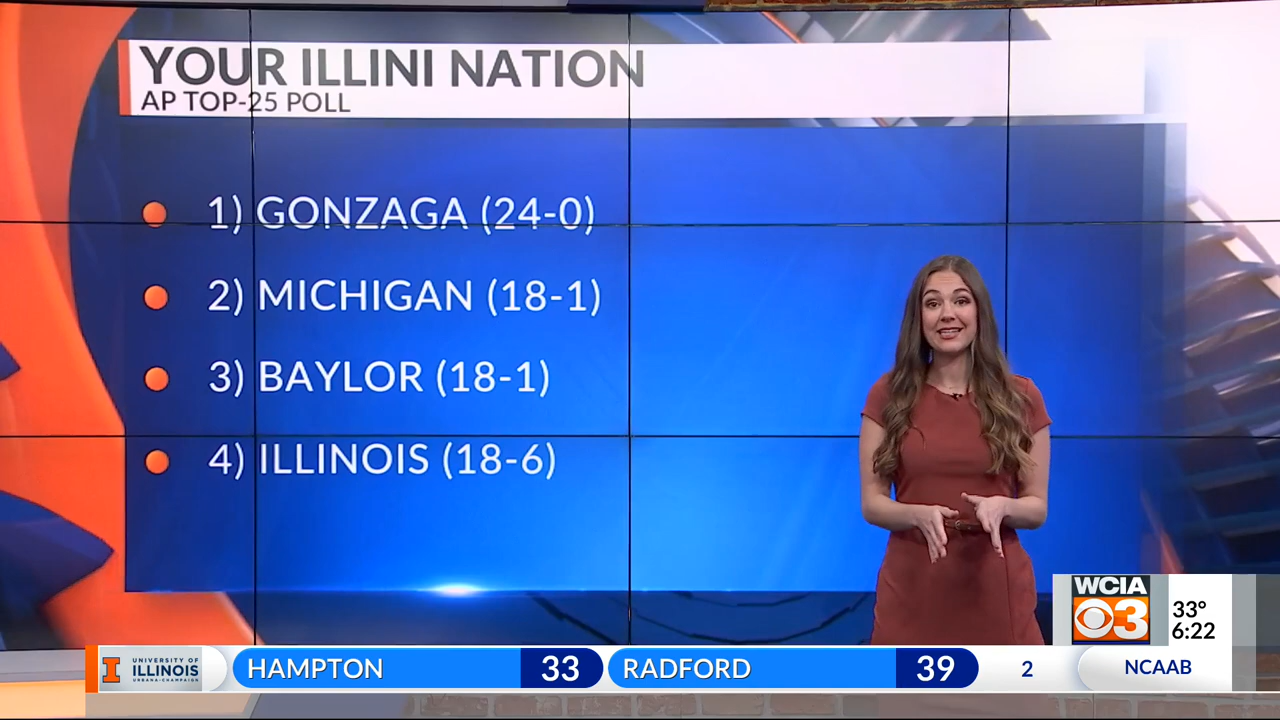 YOUR ILLINI NATION
AP TOP-25 POLL
1) GONZAGA (24-0)
2) MICHIGAN (18-1)
3) BAYLOR (18-1)
4) ILLINOIS (18-6)
WCIA
3
33°
6:22
I
UNIVERSITY OF
ILLINOIS
URBANA-CHAMPAIGN
HAMPTON 33 RADFORD 39 2 NCAAB